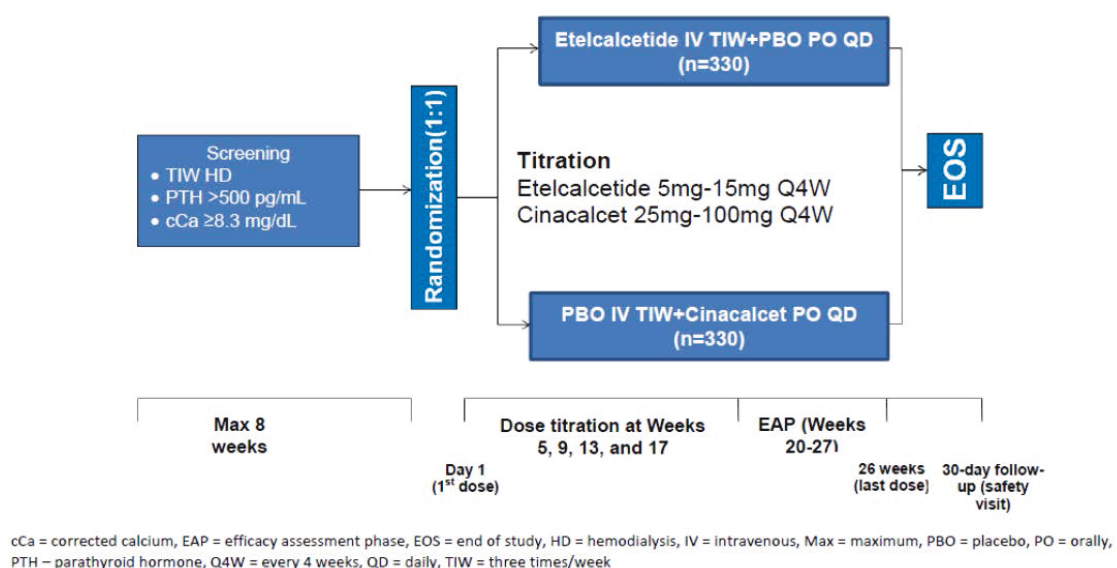 Screening
• TIW HD
• PTH >500 pg/mL
• cCa ≥8.3 mg/dL
Randomization(1:1)
Etelcalcetide IV TIW+PBO PO QD
(n=330)
Titration
Etelcalcetide 5mg-15mg Q4W
Cinacalcet 25mg-100mg Q4W
PBO IV TIW+Cinacalcet PO QD
(n=330)
EOS
Max 8
weeks
Day 1
(1st dose)
Dose titration at Weeks
5, 9, 13, and 17
EAP (Weeks
20-27)
26 weeks
(last dose)
30-day follow-
up (safety
visit)
cCa = corrected calcium, EAP = efficacy assessment phase, EOS = end of study, HD = hemodialysis, IV = intravenous, Max = maximum, PBO = placebo, PO = orally,
PTH – parathyroid hormone, Q4W = every 4 weeks, QD = daily, TIW = three times/week